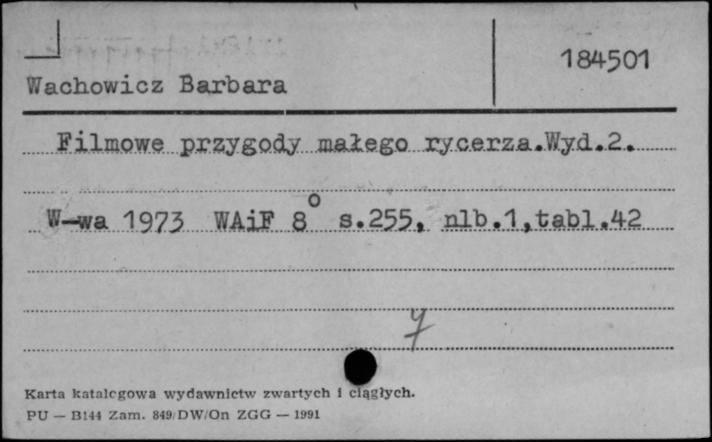 184501
Wachowicz Barbara
Filmowe przygody małego rycerza.Wyd.2.
W-wa 1973 WAiF 8° s.255, nlb.1,tabl.42
Karta katalogowa wydawnictw zwartych i ciągłych.
PU — B144 Zam. 849/DW/On ZGG — 1991